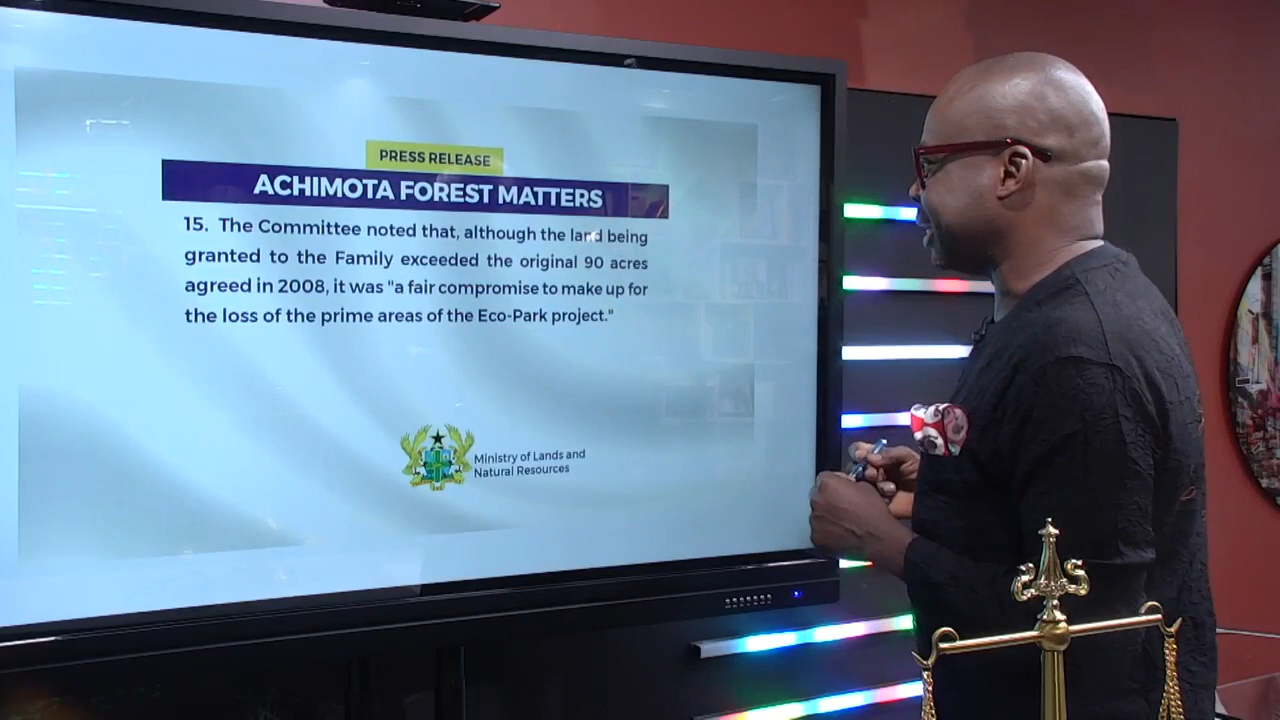 PRESS RELEASE
ACHIMOTA FOREST MATTERS
15. The Committee noted that, although the land being
granted to the Family exceeded the original 90 acres
agreed in 2008, it was "a fair compromise to make up for
the loss of the prime areas of the Eco-Park project."
Ministry of Lands and
Natural Resources